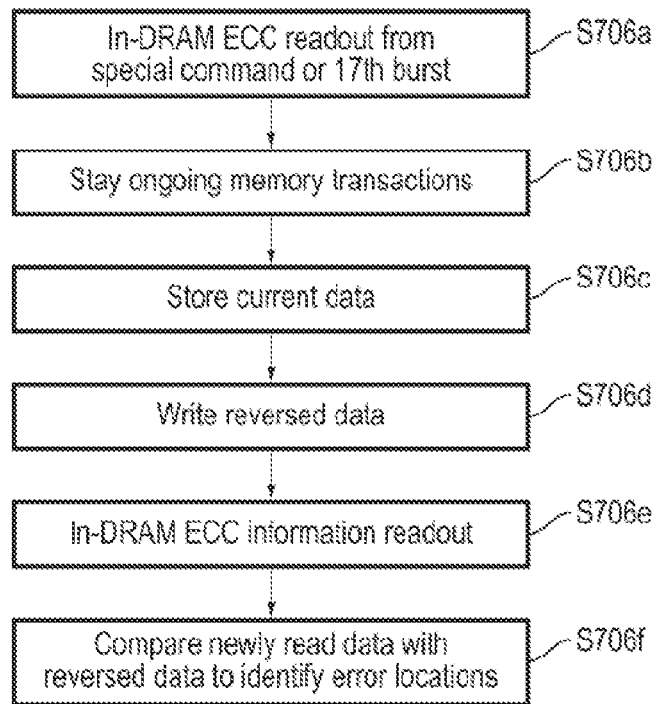 In-DRAM ECC readout from
special command or 17th burst
S706a
Stay ongoing memory transactions
S706b
Store current data
S706c
Write reversed data
S706d
In-DRAM ECC information readout
S706e
Compare newly read data with
reversed data to identify error locations
S706f